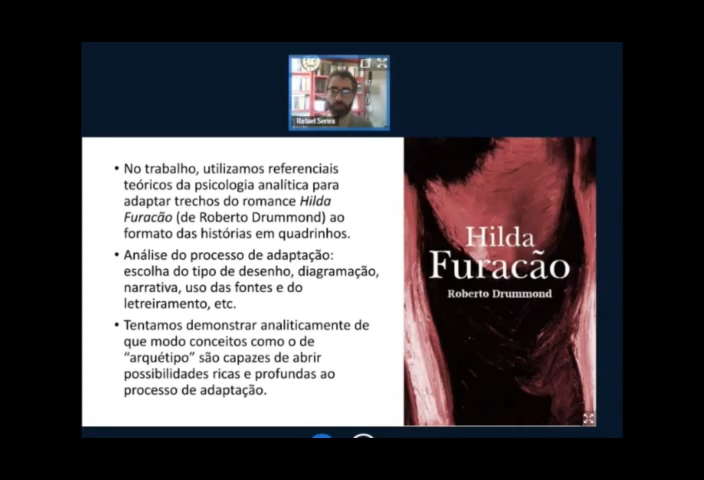 Rafael Senra
• No trabalho, utilizamos referenciais
teóricos da psicologia analítica para
adaptar trechos do romance Hilda
Furacão (de Roberto Drummond) ao
formato das histórias em quadrinhos.
• Análise do processo de adaptação:
escolha do tipo de desenho, diagramação,
narrativa, uso das fontes e do
letreiramento, etc.
• Tentamos demonstrar analiticamente de
que modo conceitos como o de
“arquétipo” são capazes de abrir
possibilidades ricas e profundas ao
processo de adaptação.
Hilda
Furacão
Roberto Drummond